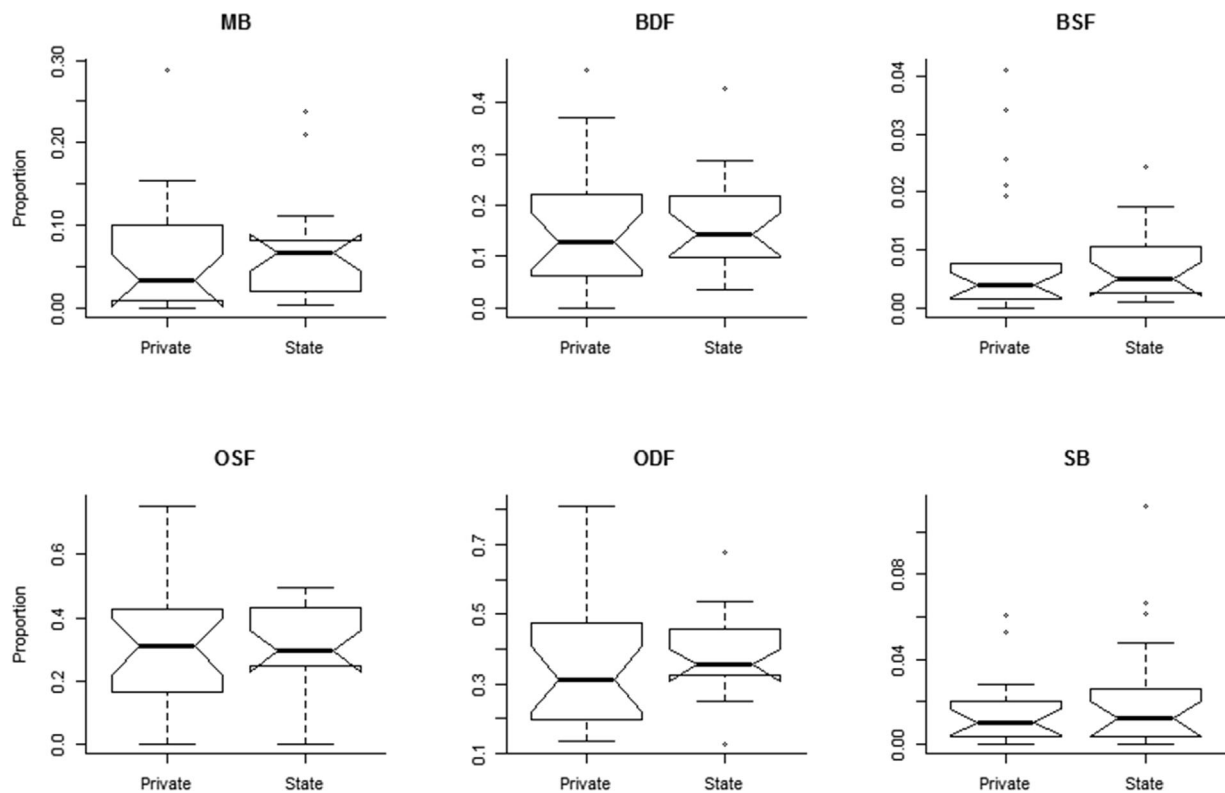 MB
BDF
BSF
Proportion
0.30
0.20
0.10
0.00
0.4
0.3
0.2
0.1
0.0
0.04
0.03
0.02
0.01
0.00
Private
State
Private
State
Private
State
OSF
ODF
SB
Proportion
0.6
0.4
0.2
0.0
0.7
0.5
0.3
0.1
0.08
0.04
0.00
Private
State
Private
State
Private
State